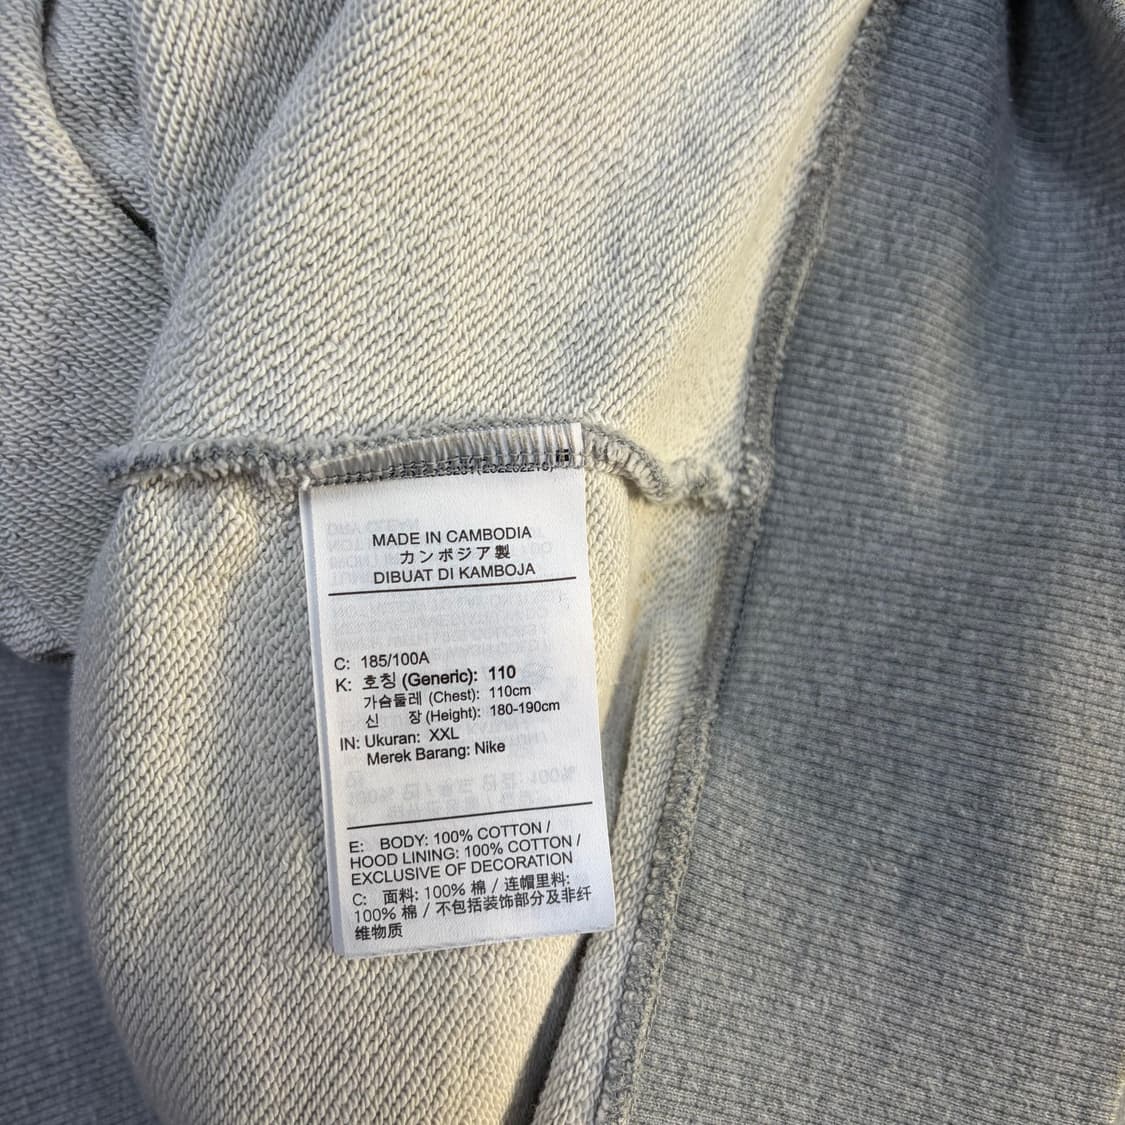 MADE IN CAMBODIA
カンボジア製
DIBUAT DI KAMBOJA
C: 185/100A
K: 호칭 (Generic): 110
가슴둘레 (Chest): 110cm
신 장 (Height): 180-190cm
IN: Ukuran: XXL
Merek Barang: Nike
E: BODY: 100% COTTON /
HOOD LINING: 100% COTTON /
EXCLUSIVE OF DECORATION
C: 面料: 100% 棉 / 连帽里料:
100% 棉 / 不包括装饰部分及非纤
维物质